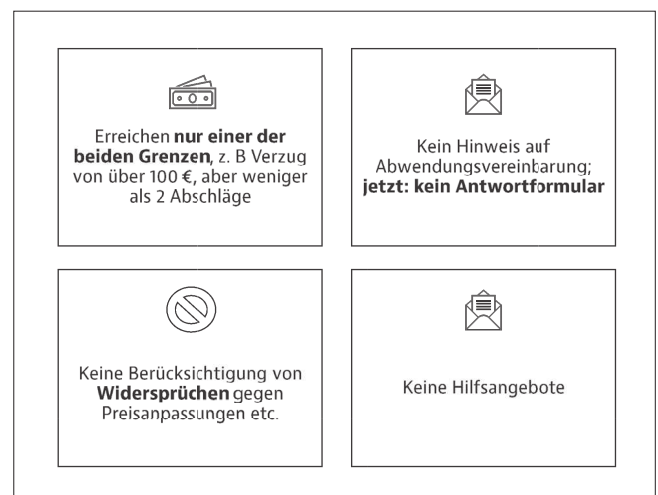 Erreichen nur einer der
beiden Grenzen, z. B Verzug
von über 100 €, aber weniger
als 2 Abschläge
Kein Hinweis auf
Abwendungsvereinbarung;
jetzt: kein Antwortformular
Keine Berücksichtigung von
Widersprüchen gegen
Preisanpassungen etc.
Keine Hilfsangebote